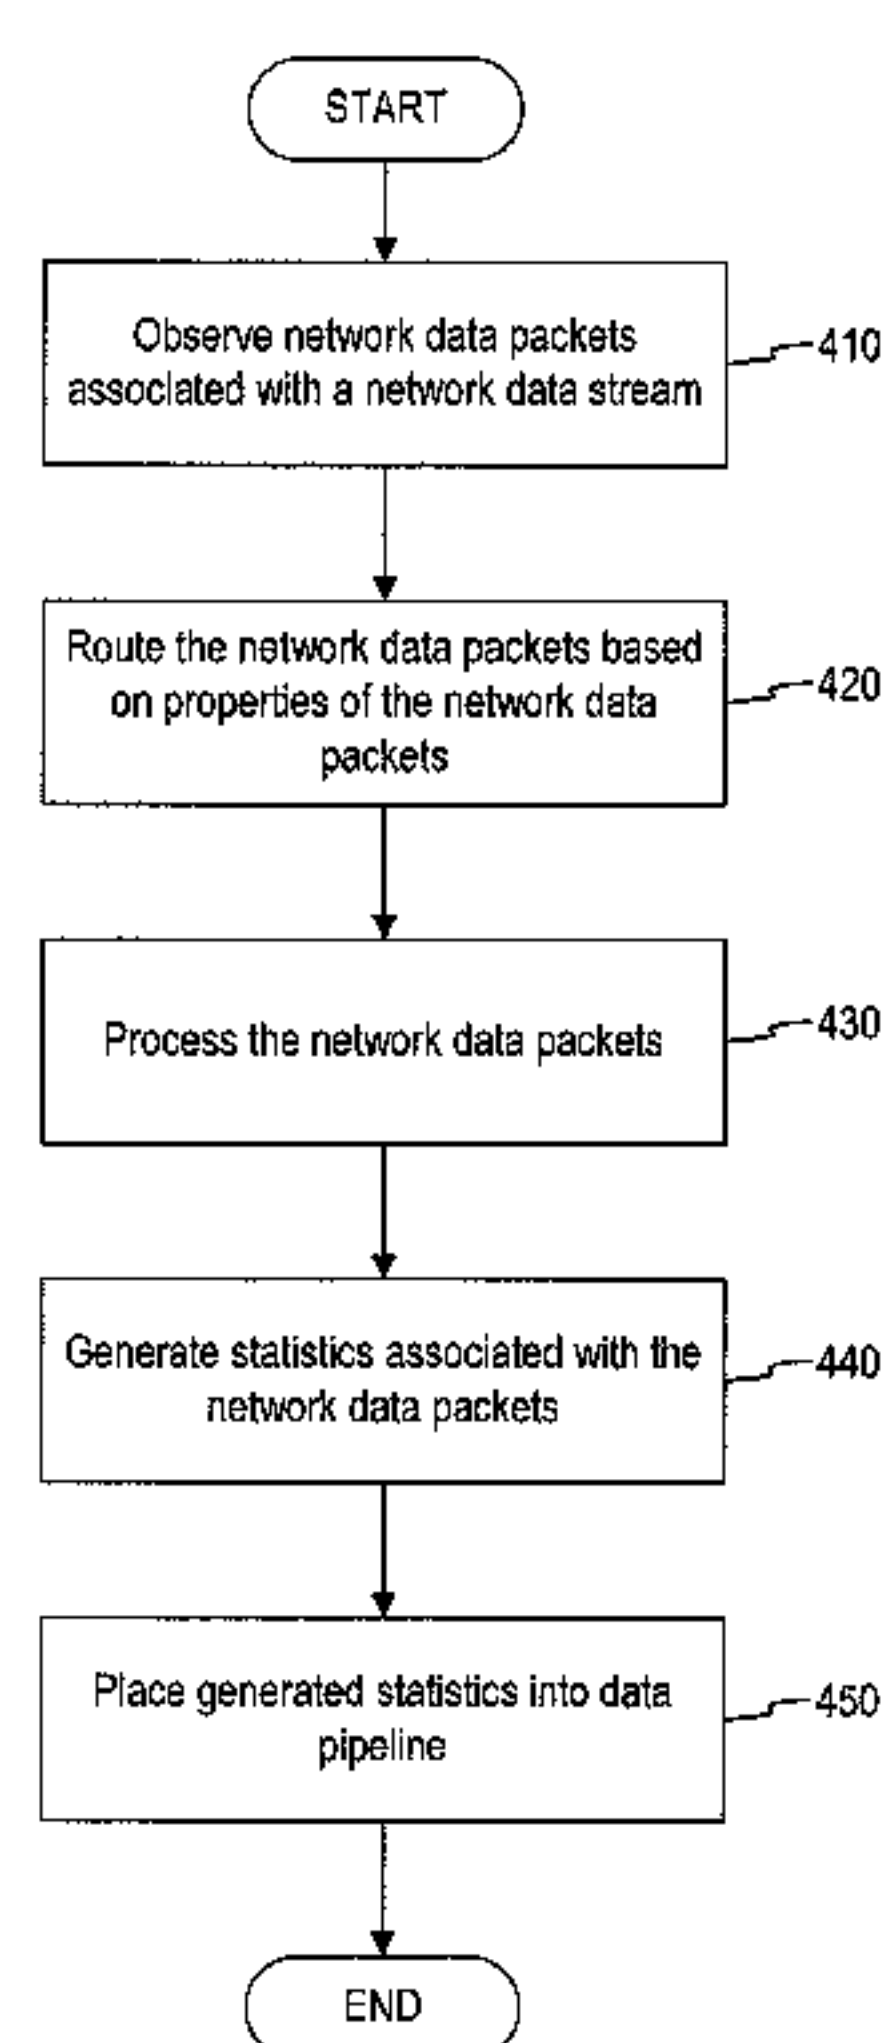 START
Observe network data packets
associated with a network data stream
410
Route the network data packets based
on properties of the network data
packets
420
Process the network data packets
430
Generate statistics associated with the
network data packets
440
Place generated statistics into data
pipeline
450
END